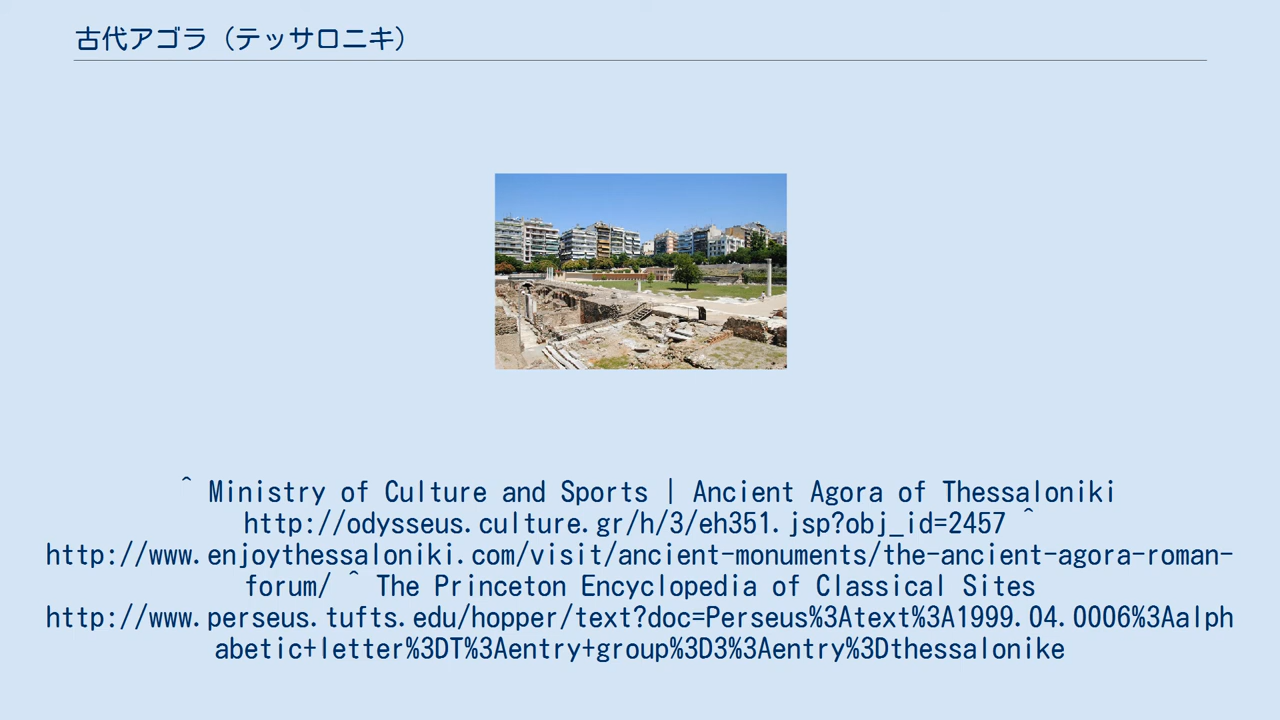 古代アゴラ（テッサロニキ）
^ Ministry of Culture and Sports | Ancient Agora of Thessaloniki
http://odysseus.culture.gr/h/3/eh351.jsp?obj_id=2457 ^
http://www.enjoythessaloniki.com/visit/ancient-monuments/the-ancient-agora-roman-
forum/ ^ The Princeton Encyclopedia of Classical Sites
http://www.perseus.tufts.edu/hopper/text?doc=Perseus%3Atext%3A1999.04.0006%3Aalph
abetic+letter%3DT%3Aentry+group%3D3%3Aentry%3Dthessalonike